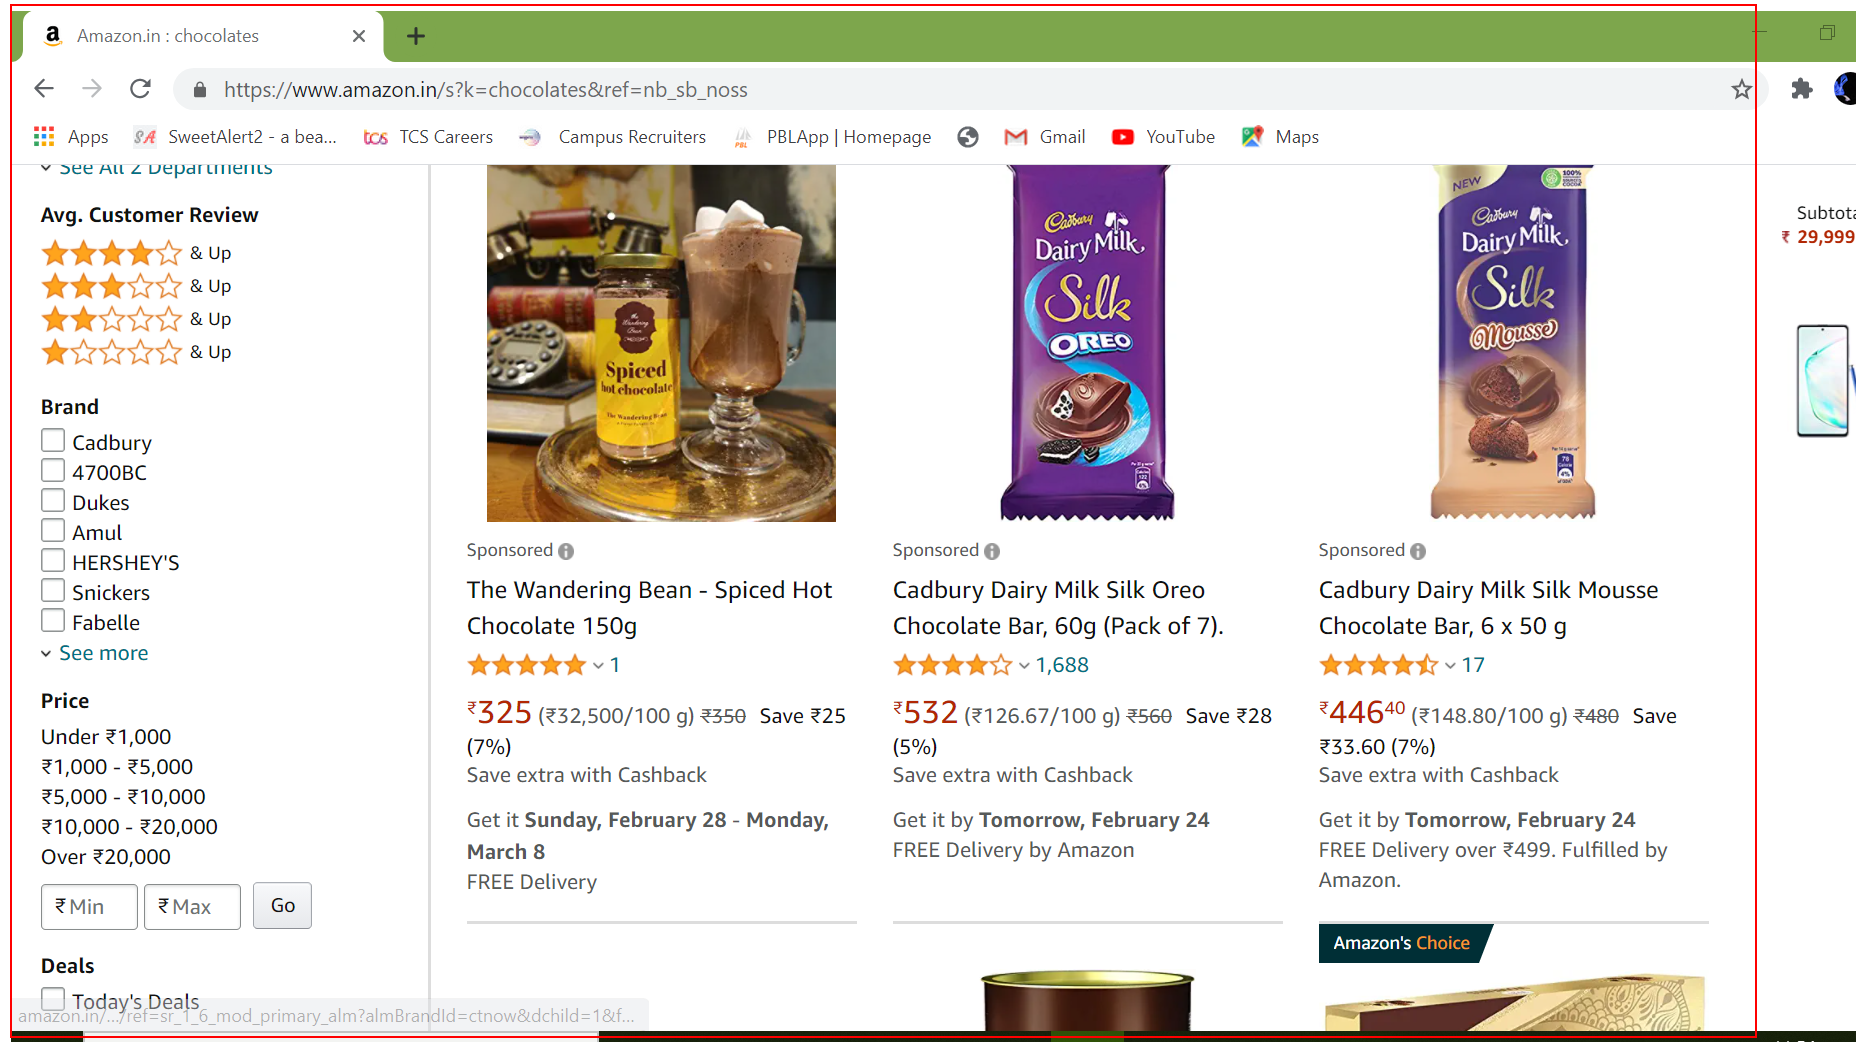 Amazon.in : chocolates
https://www.amazon.in/s?k=chocolates&ref=nb_sb_noss
Apps SweetAlert2 - a bea... TCS Careers Campus Recruiters PBLApp | Homepage Gmail YouTube Maps
See All 2 Departments
Avg. Customer Review
& Up
& Up
& Up
& Up
Brand
Cadbury
4700BC
Dukes
Amul
HERSHEY'S
Snickers
Fabelle
See more
Price
Under ₹1,000
₹1,000 - ₹5,000
₹5,000 - ₹10,000
₹10,000 - ₹20,000
Over ₹20,000
₹ Min ₹ Max Go
Deals
Today's Deals
amazon.in/.../ref=sr_1_6_mod_primary_alm?almBrandId=ctnow&dchild=1&f...
the
Wandering
Bean
Spiced
hot chocolate
The Wandering Bean
Sponsored
The Wandering Bean - Spiced Hot
Chocolate 150g
1
₹325 (₹32,500/100 g) ₹350 Save ₹25
(7%)
Save extra with Cashback
Get it Sunday, February 28 - Monday,
March 8
FREE Delivery
Cadbury
Dairy Milk
Silk
OREO
Sponsored
Cadbury Dairy Milk Silk Oreo
Chocolate Bar, 60g (Pack of 7).
1,688
₹532 (₹126.67/100 g) ₹560 Save ₹28
(5%)
Save extra with Cashback
Get it by Tomorrow, February 24
FREE Delivery by Amazon
NEW
100%
Cadbury
Dairy Milk
Silk
Mousse
Sponsored
Cadbury Dairy Milk Silk Mousse
Chocolate Bar, 6 x 50 g
17
₹44640 (₹148.80/100 g) ₹480 Save
₹33.60 (7%)
Save extra with Cashback
Get it by Tomorrow, February 24
FREE Delivery over ₹499. Fulfilled by
Amazon.
Amazon's Choice
Subtota
₹ 29,999